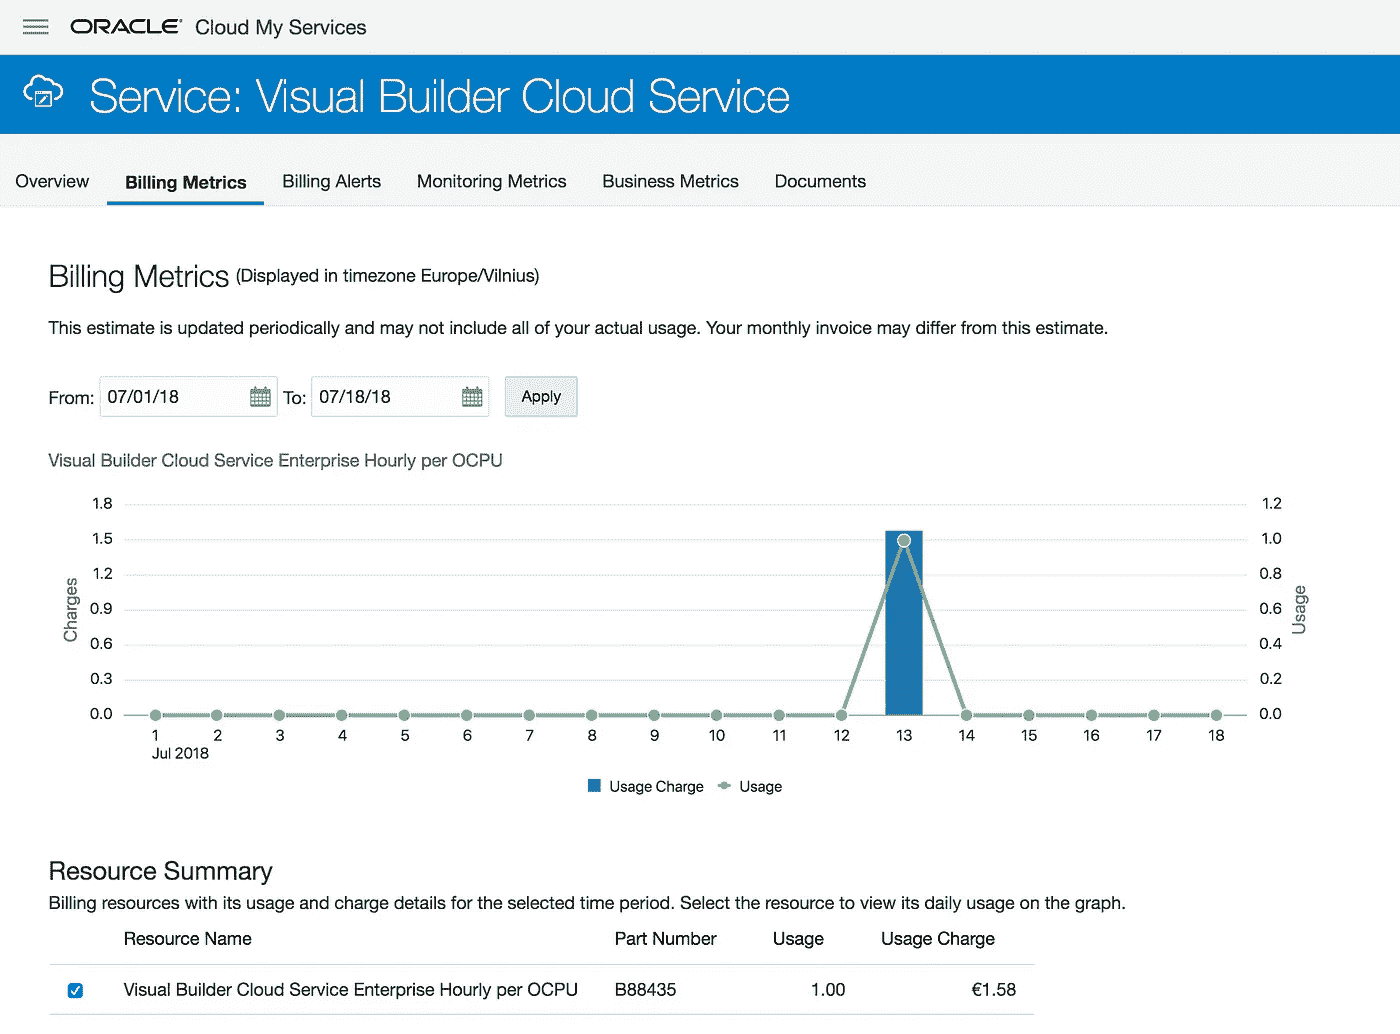 ORACLE Cloud My Services
Service: Visual Builder Cloud Service
Overview Billing Metrics Billing Alerts Monitoring Metrics Business Metrics Documents
Billing Metrics (Displayed in timezone Europe/Vilnius)
This estimate is updated periodically and may not include all of your actual usage. Your monthly invoice may differ from this estimate.
From: 07/01/18 To: 07/18/18 Apply
Visual Builder Cloud Service Enterprise Hourly per OCPU
1.8 1.2
1.5 1.0
1.2 0.8
0.9 0.6
0.6 0.4
0.3 0.2
0.0 0.0
Charges
Usage
1 2 3 4 5 6 7 8 9 10 11 12 13 14 15 16 17 18
Jul 2018
Usage Charge Usage
Resource Summary
Billing resources with its usage and charge details for the selected time period. Select the resource to view its daily usage on the graph.
Resource Name Part Number Usage Usage Charge
Visual Builder Cloud Service Enterprise Hourly per OCPU B88435 1.00 €1.58